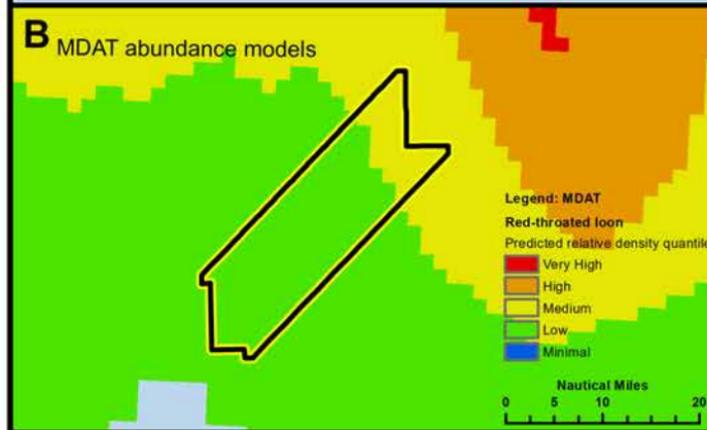 B MDAT abundance models
Legend: MDAT
Red-throated loon
Predicted relative density quantile
Very High
High
Medium
Low
Minimal
Nautical Miles
0 5 10 20